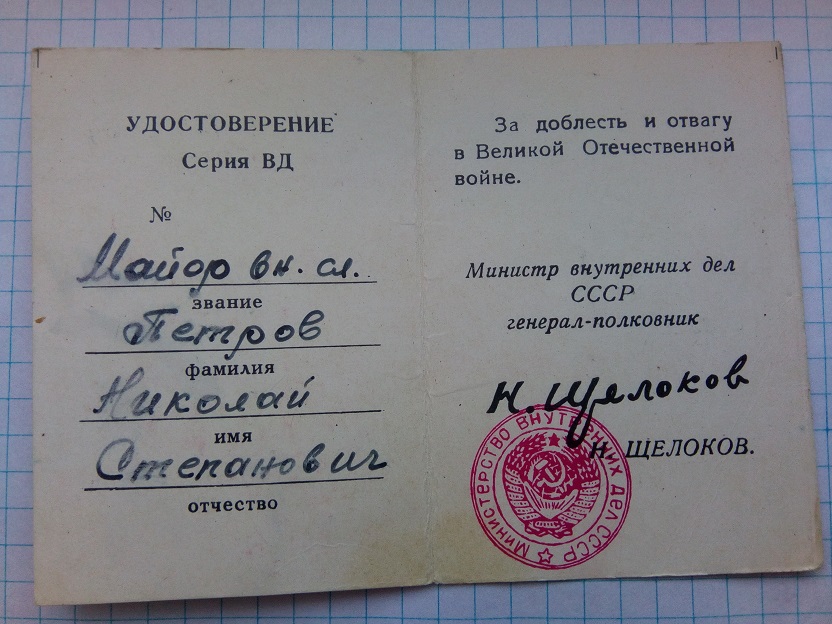 УДОСТОВЕРЕНИЕ
Серия ВД
№
Майор вн. сл.
звание
Петров
фамилия
Николай
имя
Степанович
отчество
За доблесть и отвагу
в Великой Отечественной
войне.
Министр внутренних дел
СССР
генерал-полковник
Н. Щелоков
Н. ЩЕЛОКОВ.
МИНИСТЕРСТВО ВНУТРЕННИХ ДЕЛ СССР